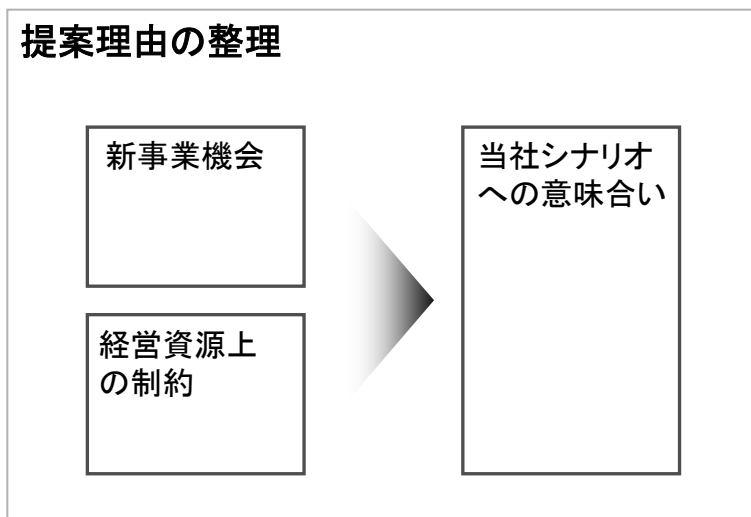 提案理由の整理
新事業機会
経営資源上
の制約
当社シナリオ
への意味合い